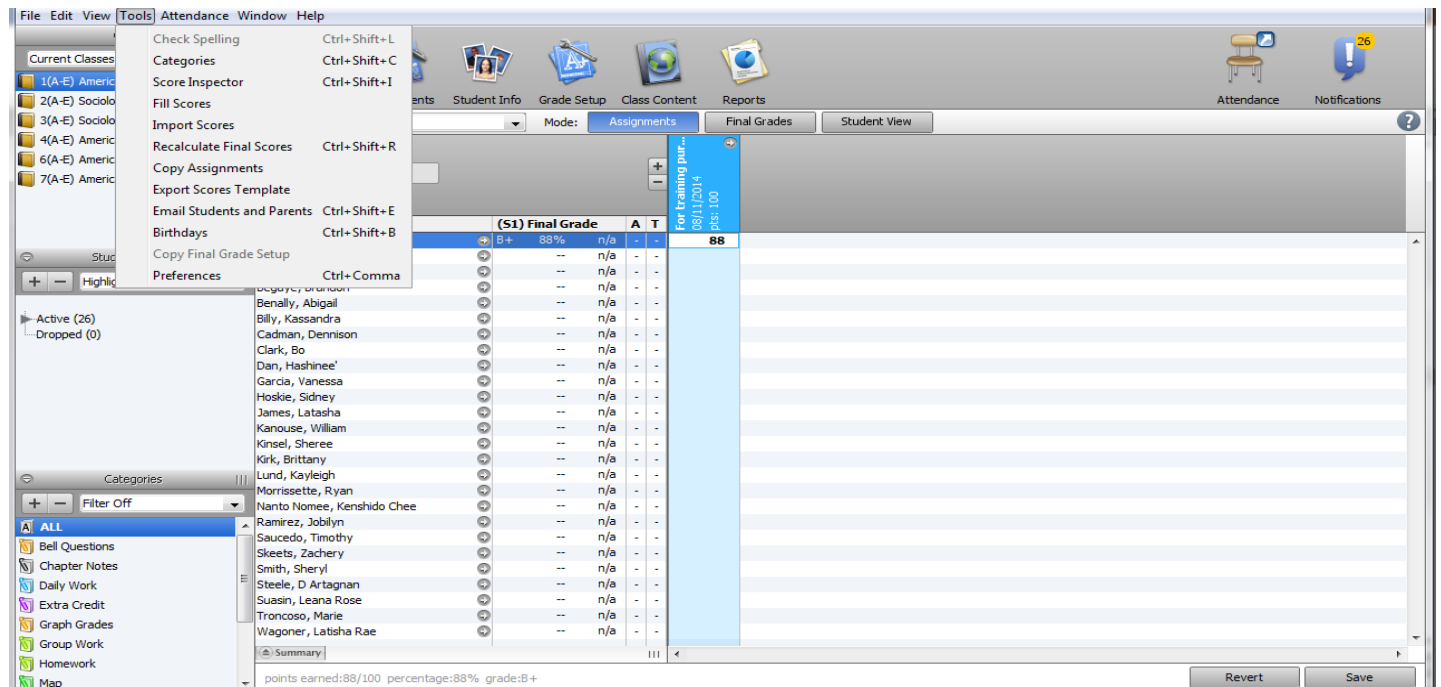 File Edit View Tools Attendance Window Help
Check Spelling Ctrl+Shift+L
Categories Ctrl+Shift+C
Score Inspector Ctrl+Shift+I
Fill Scores
Import Scores
Recalculate Final Scores Ctrl+Shift+R
Copy Assignments
Export Scores Template
Email Students and Parents Ctrl+Shift+E
Birthdays Ctrl+Shift+B
Copy Final Grade Setup
Preferences Ctrl+Comma
Current Classes
1(A-E) Americ
2(A-E) Sociolo
3(A-E) Sociolo
4(A-E) Americ
6(A-E) Americ
7(A-E) Americ
ents Student Info Grade Setup Class Content Reports
26
Attendance Notifications
Mode: Assignments Final Grades Student View
?
For training pur...
08/11/2014
pts: 100
(S1) Final Grade A T
B+ 88% n/a - - 88
-- n/a - -
-- n/a - -
Begaye, Brandon -- n/a - -
Benally, Abigail -- n/a - -
Billy, Kassandra -- n/a - -
Cadman, Dennison -- n/a - -
Clark, Bo -- n/a - -
Dan, Hashinee' -- n/a - -
Garcia, Vanessa -- n/a - -
Hoskie, Sidney -- n/a - -
James, Latasha -- n/a - -
Kanouse, William -- n/a - -
Kinsel, Sheree -- n/a - -
Kirk, Brittany -- n/a - -
Lund, Kayleigh -- n/a - -
Morrissette, Ryan -- n/a - -
Nanto Nomee, Kenshido Chee -- n/a - -
Ramirez, Jobilyn -- n/a - -
Saucedo, Timothy -- n/a - -
Skeets, Zachery -- n/a - -
Smith, Sheryl -- n/a - -
Steele, D Artagnan -- n/a - -
Suasin, Leana Rose -- n/a - -
Troncoso, Marie -- n/a - -
Wagoner, Latisha Rae -- n/a - -
Summary
Stuc
+ - Highlig
Active (26)
Dropped (0)
Categories
+ - Filter Off
ALL
Bell Questions
Chapter Notes
Daily Work
Extra Credit
Graph Grades
Group Work
Homework
Map
points earned:88/100 percentage:88% grade:B+
Revert Save